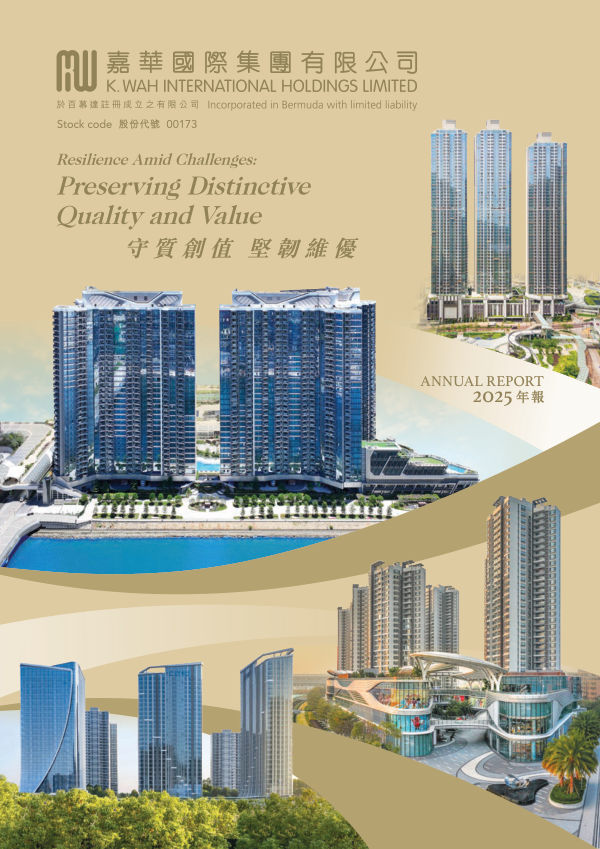 嘉華國際集團有限公司
K. WAH INTERNATIONAL HOLDINGS LIMITED
於百慕達註冊成立之有限公司 Incorporated in Bermuda with limited liability
Stock code 股份代號 00173
Resilience Amid Challenges:
Preserving Distinctive
Quality and Value
守質創值 堅韌維優
ANNUAL REPORT
2025 年報